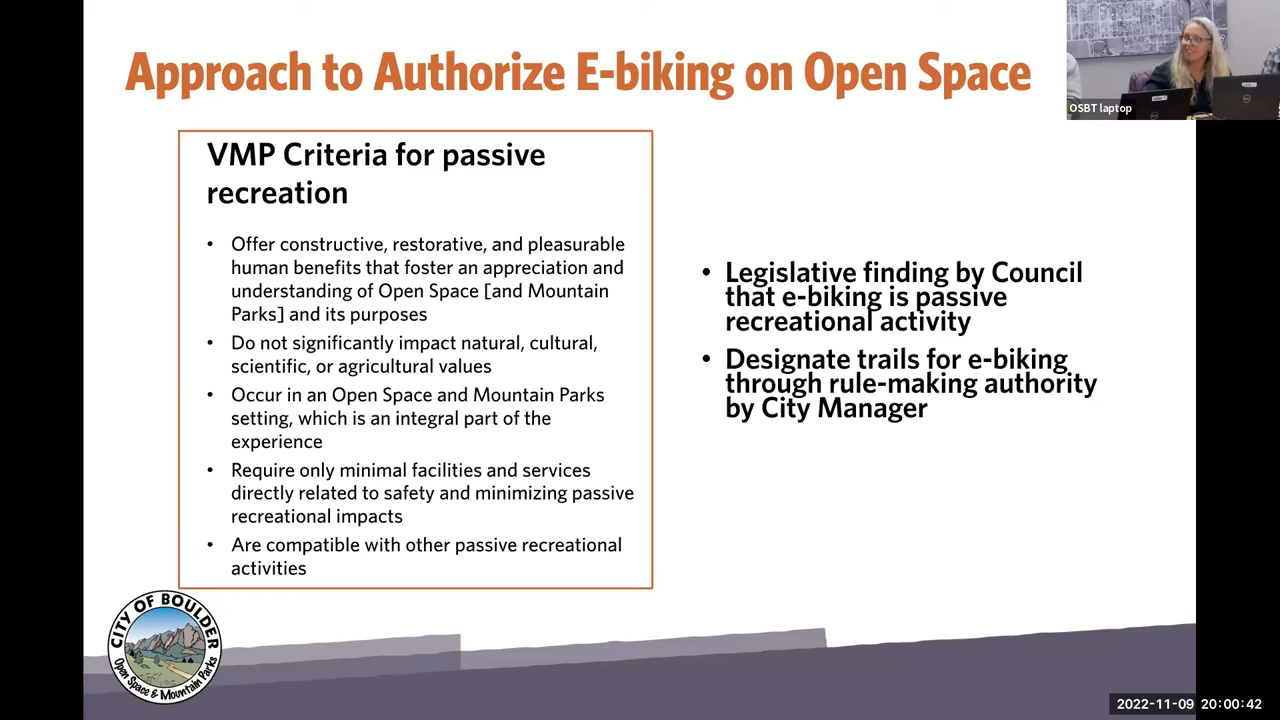 Approach to Authorize E-biking on Open Space
OSBT laptop
VMP Criteria for passive
recreation
• Offer constructive, restorative, and pleasurable
human benefits that foster an appreciation and
understanding of Open Space [and Mountain
Parks] and its purposes
• Do not significantly impact natural, cultural,
scientific, or agricultural values
• Occur in an Open Space and Mountain Parks
setting, which is an integral part of the
experience
• Require only minimal facilities and services
directly related to safety and minimizing passive
recreational impacts
• Are compatible with other passive recreational
activities
• Legislative finding by Council
that e-biking is passive
recreational activity
• Designate trails for e-biking
through rule-making authority
by City Manager
CITY OF BOULDER
Open Space & Mountain Parks
2022-11-09 20:00:42